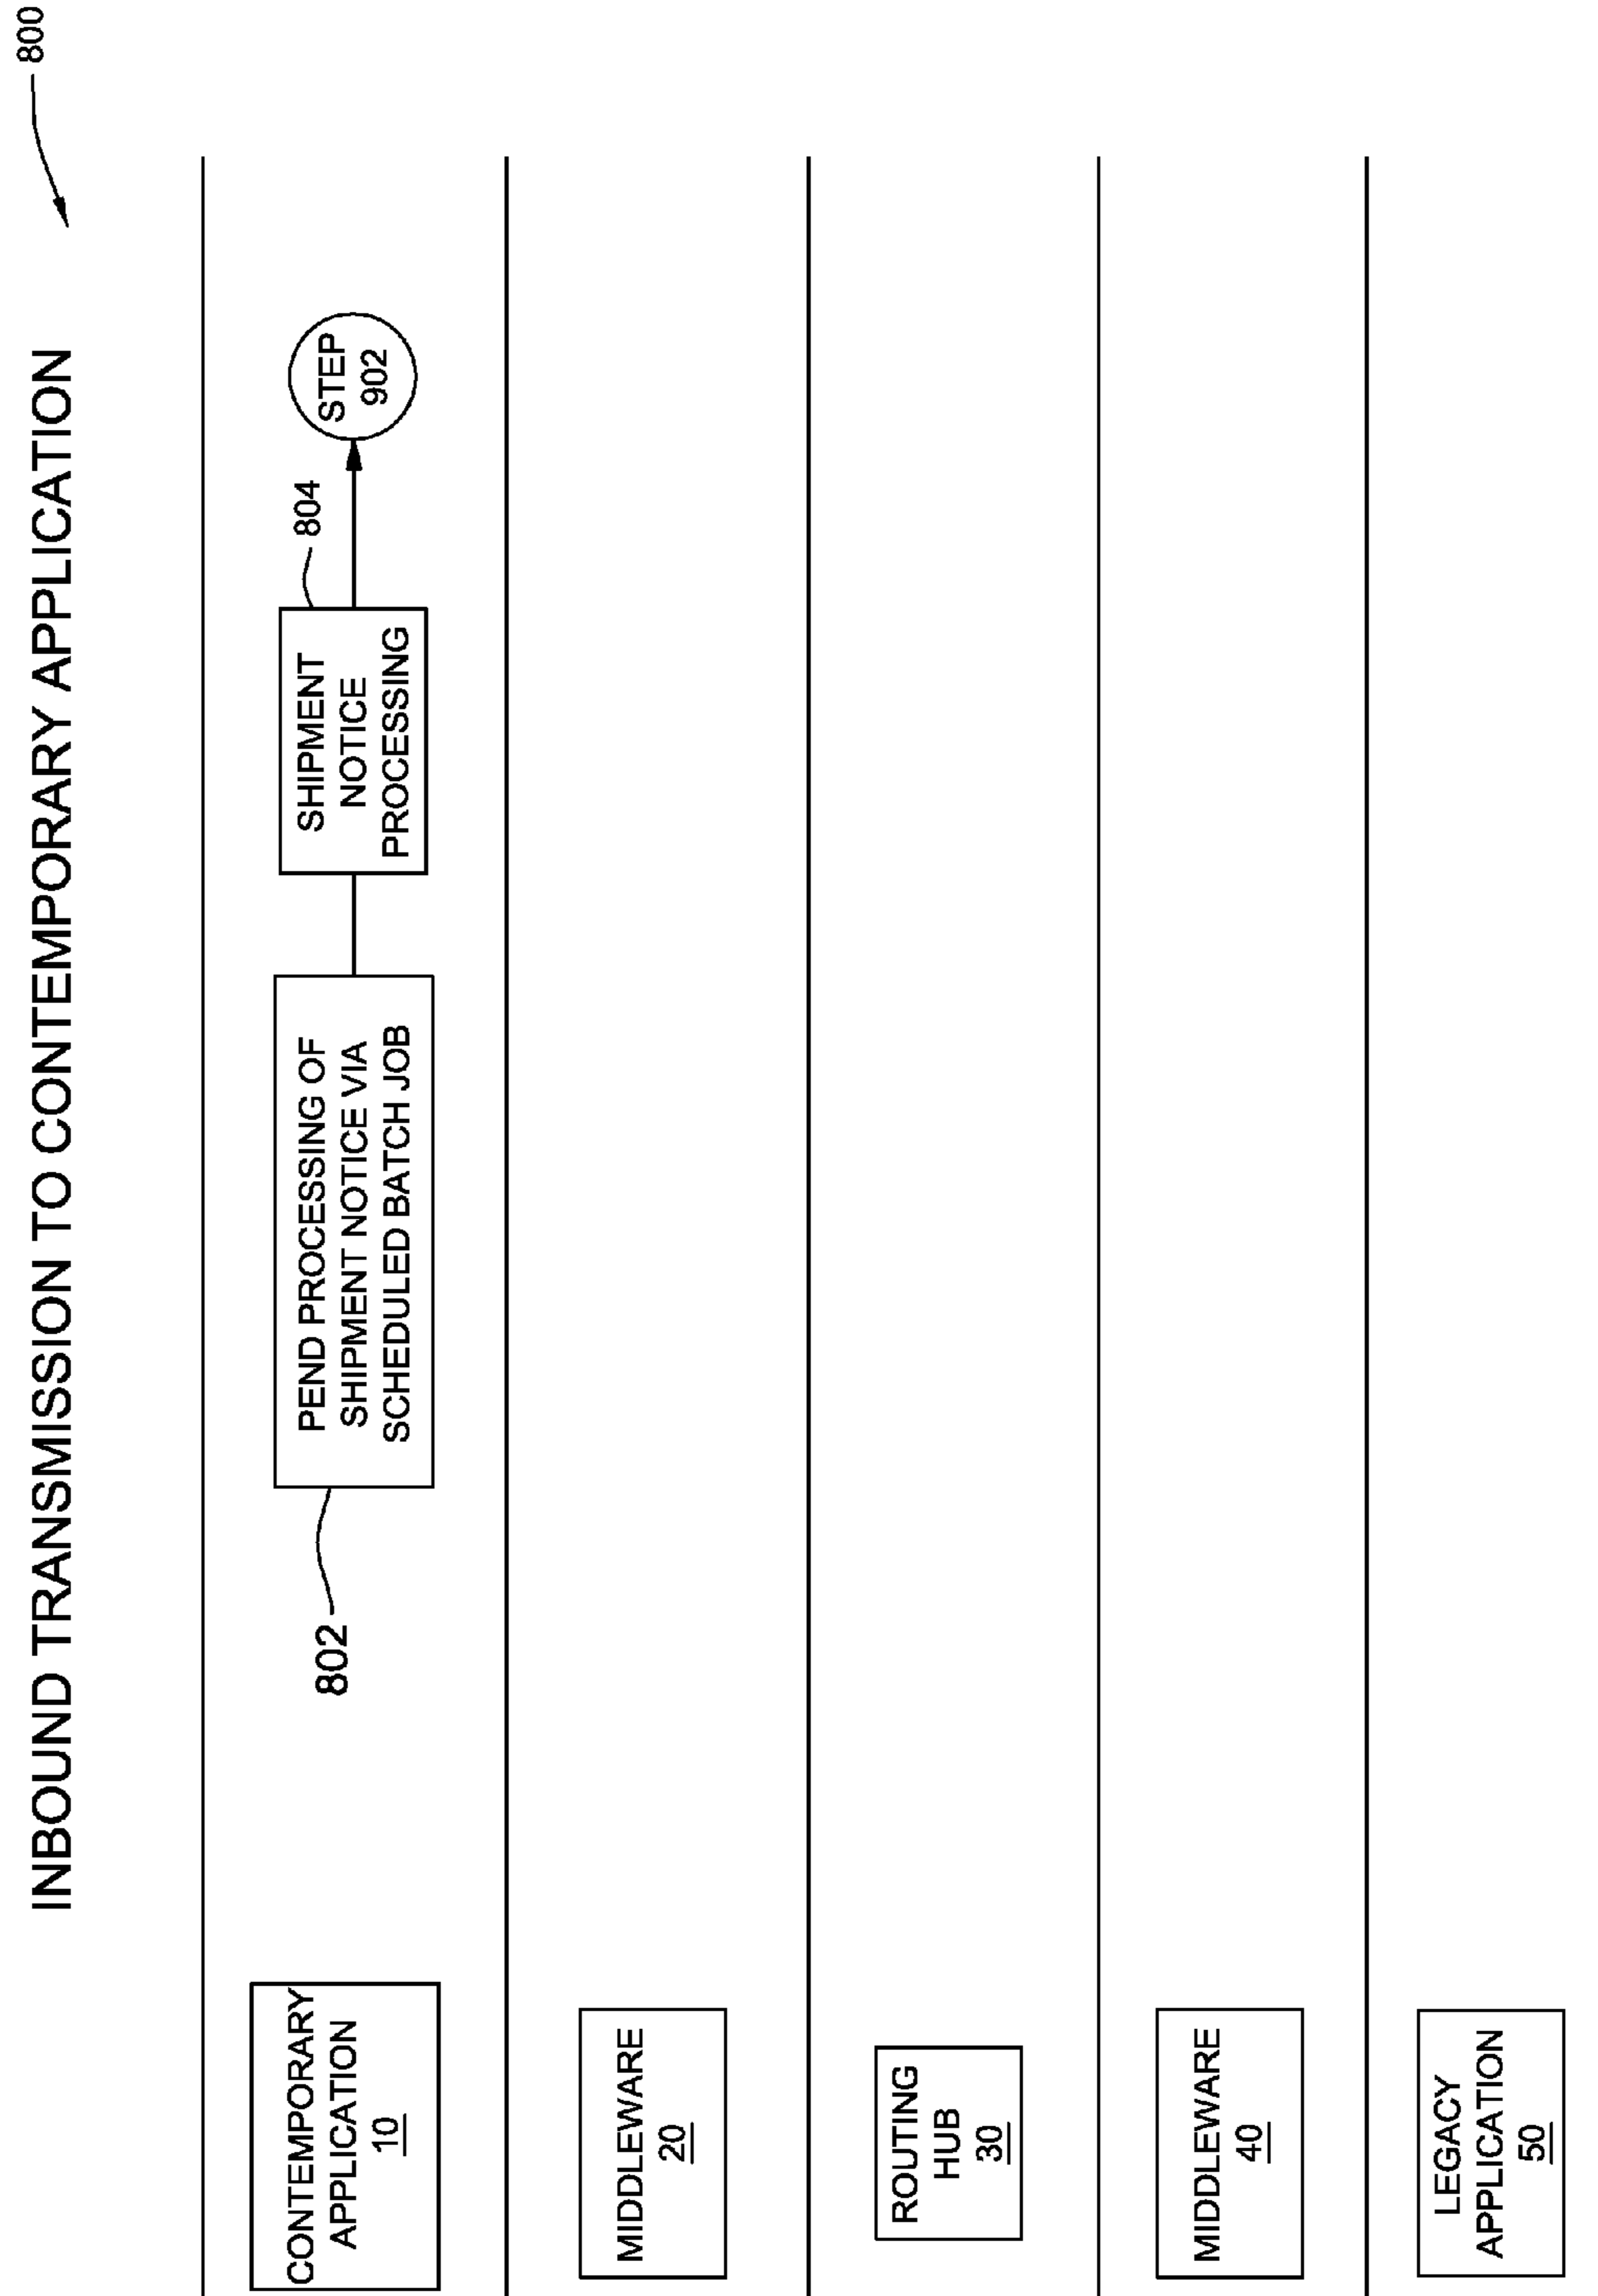 800
INBOUND TRANSMISSION TO CONTEMPORARY APPLICATION
CONTEMPORARY
APPLICATION
10
802
PEND PROCESSING OF
SHIPMENT NOTICE VIA
SCHEDULED BATCH JOB
SHIPMENT
NOTICE
PROCESSING
804
STEP
902
MIDDLEWARE
20
ROUTING
HUB
30
MIDDLEWARE
40
LEGACY
APPLICATION
50